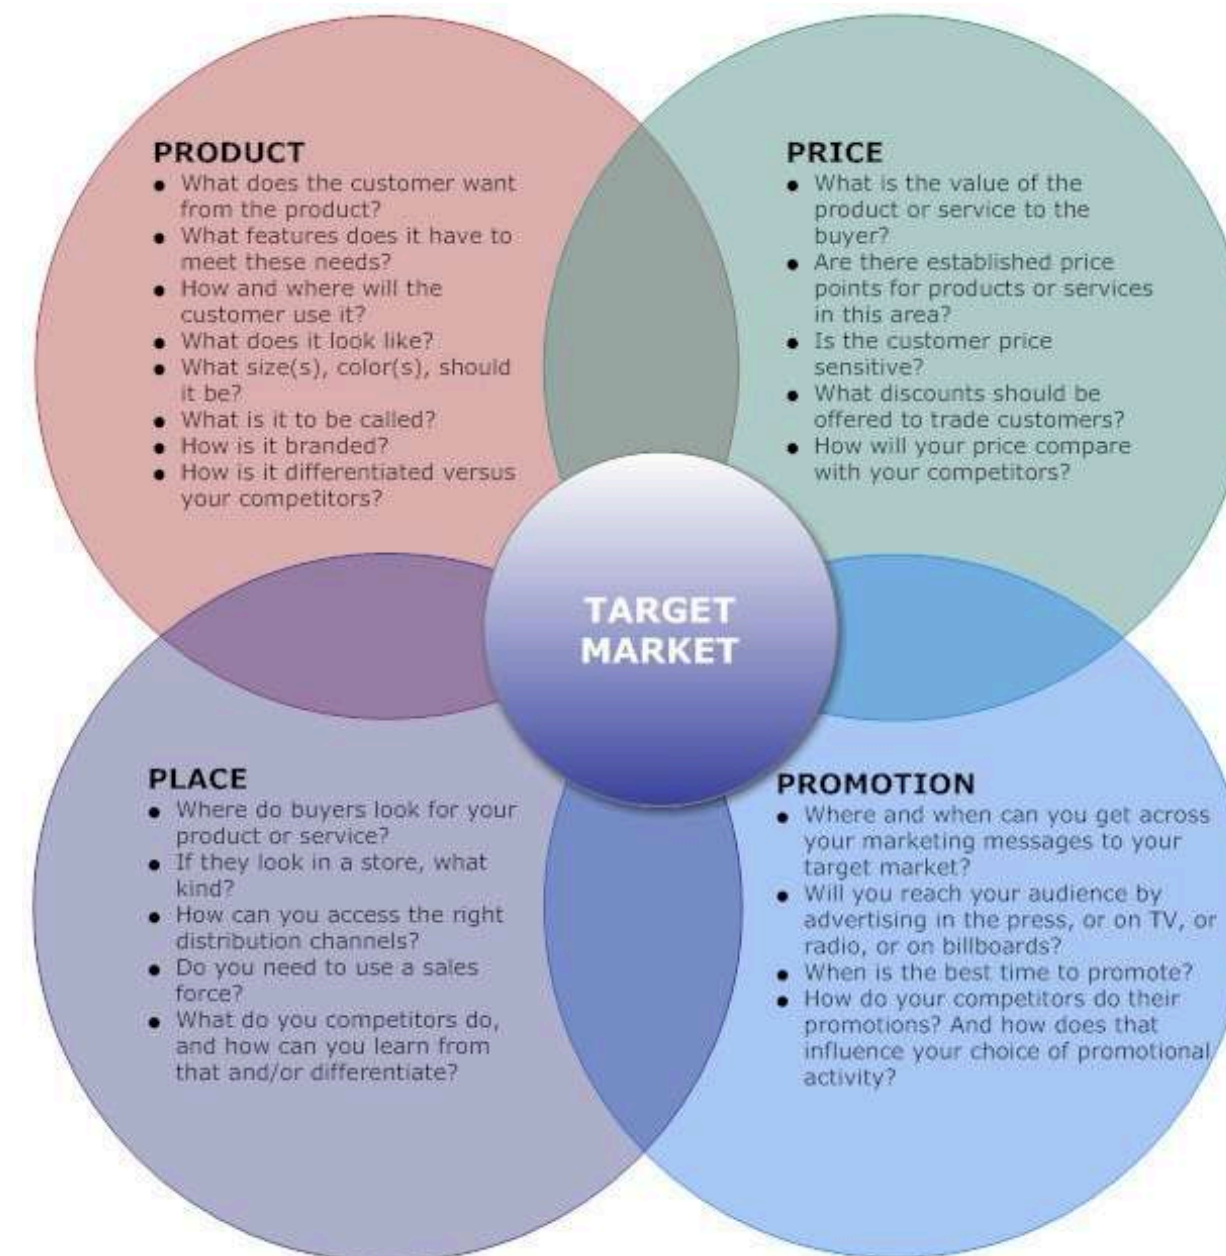 PRODUCT
● What does the customer want
from the product?
● What features does it have to
meet these needs?
● How and where will the
customer use it?
● What does it look like?
● What size(s), color(s), should
it be?
● What is it to be called?
● How is it branded?
● How is it differentiated versus
your competitors?
PRICE
● What is the value of the
product or service to the
buyer?
● Are there established price
points for products or services
in this area?
● Is the customer price
sensitive?
● What discounts should be
offered to trade customers?
● How will your price compare
with your competitors?
TARGET
MARKET
PLACE
● Where do buyers look for your
product or service?
● If they look in a store, what
kind?
● How can you access the right
distribution channels?
● Do you need to use a sales
force?
● What do you competitors do,
and how can you learn from
that and/or differentiate?
PROMOTION
● Where and when can you get across
your marketing messages to your
target market?
● Will you reach your audience by
advertising in the press, or on TV, or
radio, or on billboards?
● When is the best time to promote?
● How do your competitors do their
promotions? And how does that
influence your choice of promotional
activity?